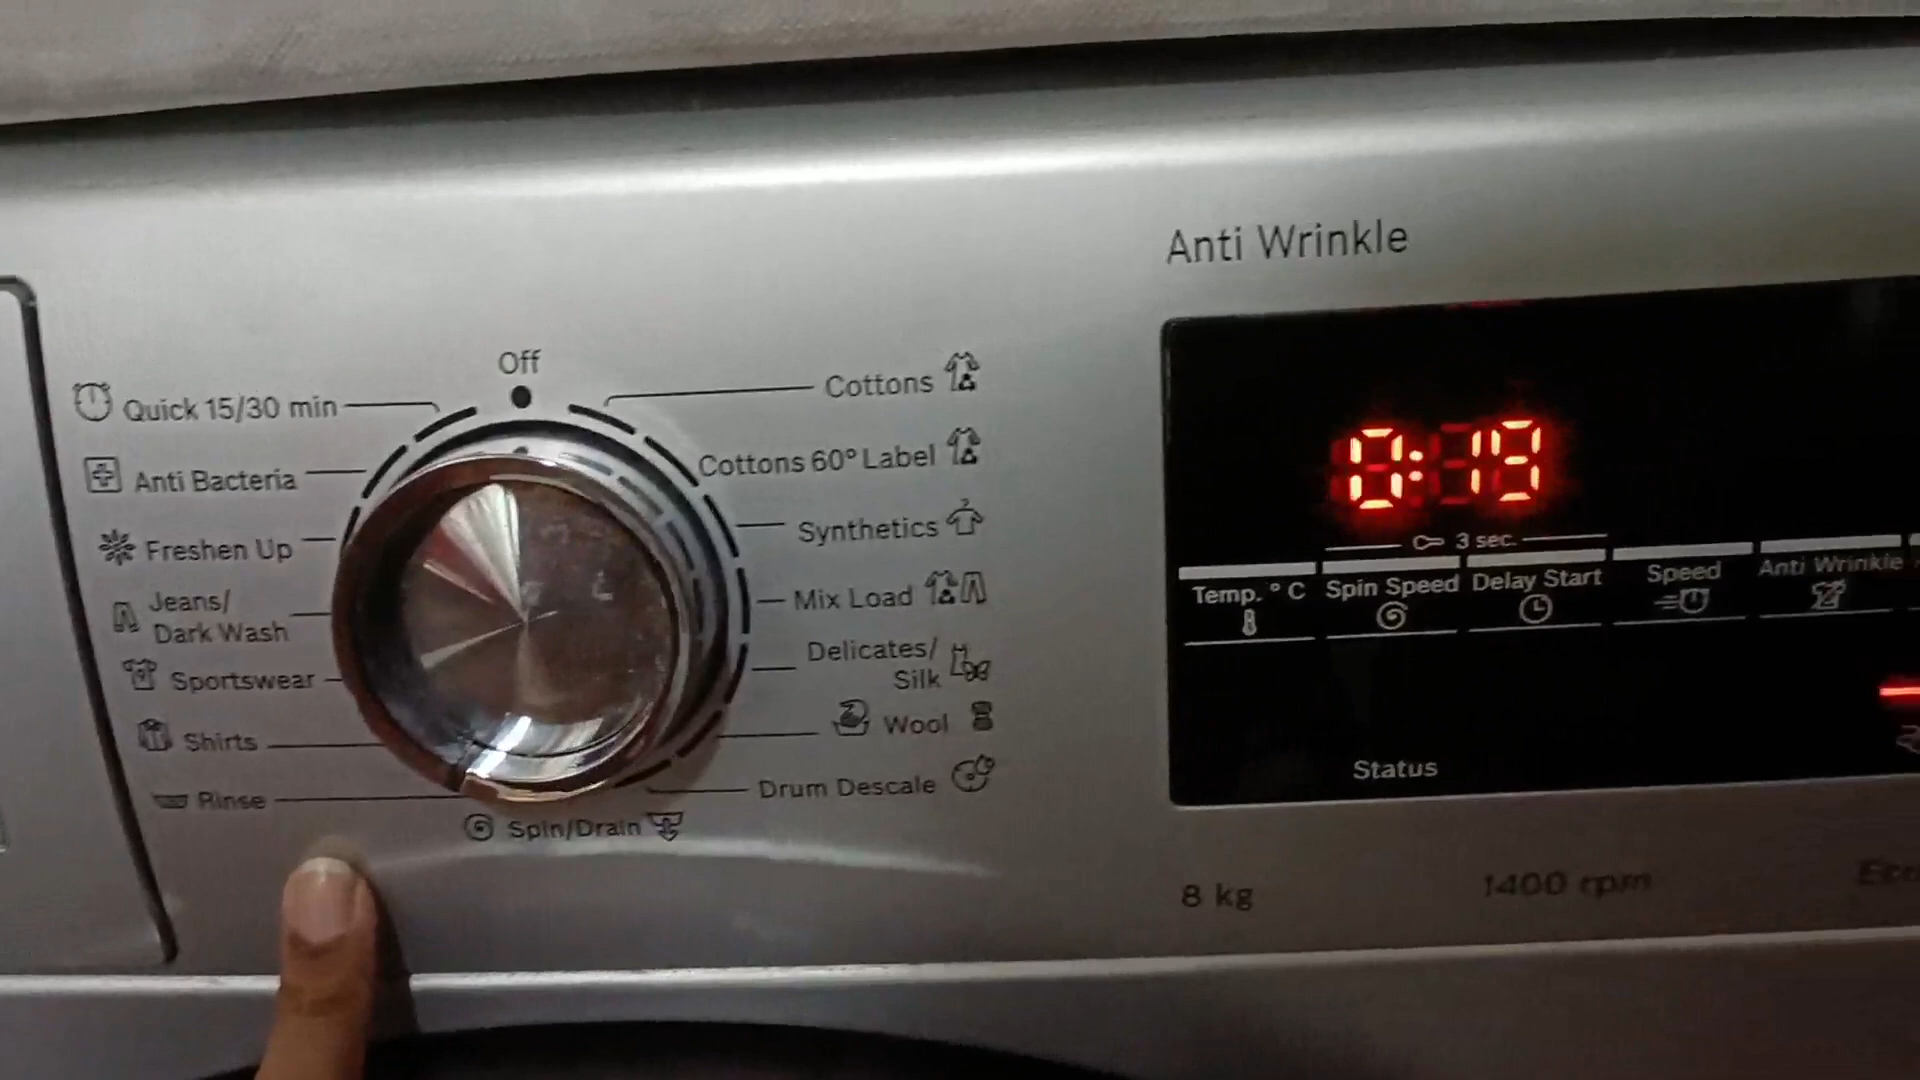 Anti Wrinkle
Off
Quick 15/30 min
Cottons
Anti Bacteria
Cottons 60° Label
Freshen Up
Synthetics
Jeans/
Dark Wash
Mix Load
Sportswear
Delicates/
Silk
Shirts
Wool
Rinse
Drum Descale
Spin/Drain
0:19
3 sec.
Temp. °C
Spin Speed
Delay Start
Speed
Anti Wrinkle
Status
8 kg
1400 rpm